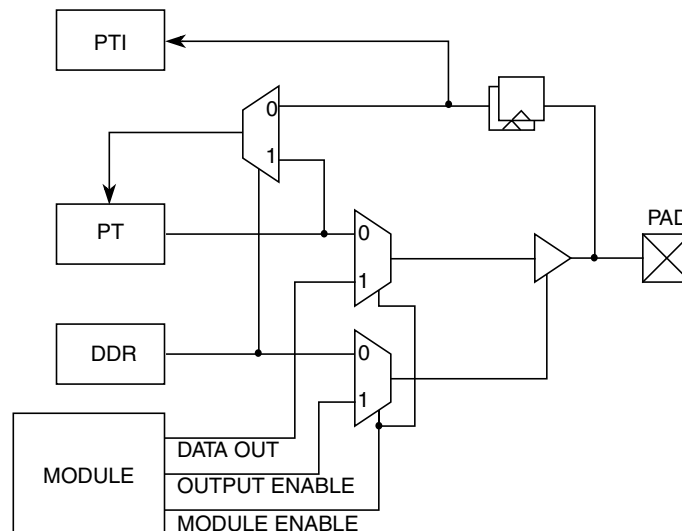 PTI
0
1
PT
0
PAD
1
DDR
0
1
DATA OUT
MODULE
OUTPUT ENABLE
MODULE ENABLE